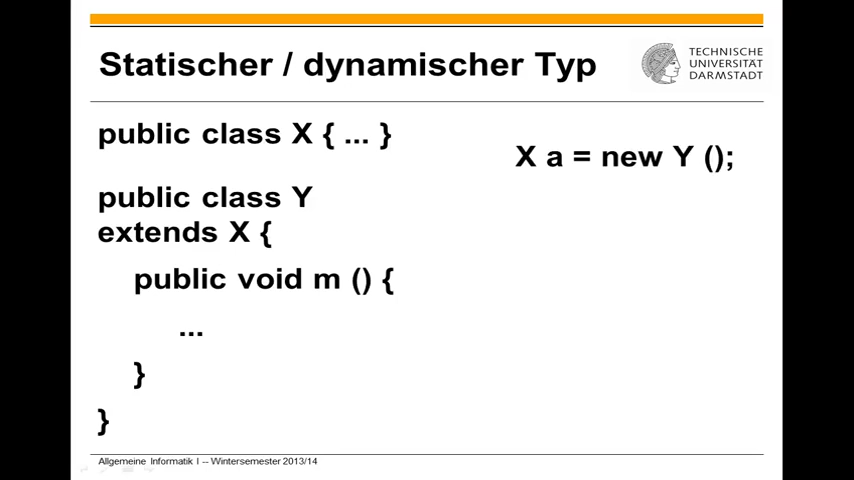 Statischer / dynamischer Typ
TECHNISCHE
UNIVERSITÄT
DARMSTADT
public class X { ... }
X a = new Y ();
public class Y
extends X {
public void m () {
...
}
}
Allgemeine Informatik I -- Wintersemester 2013/14